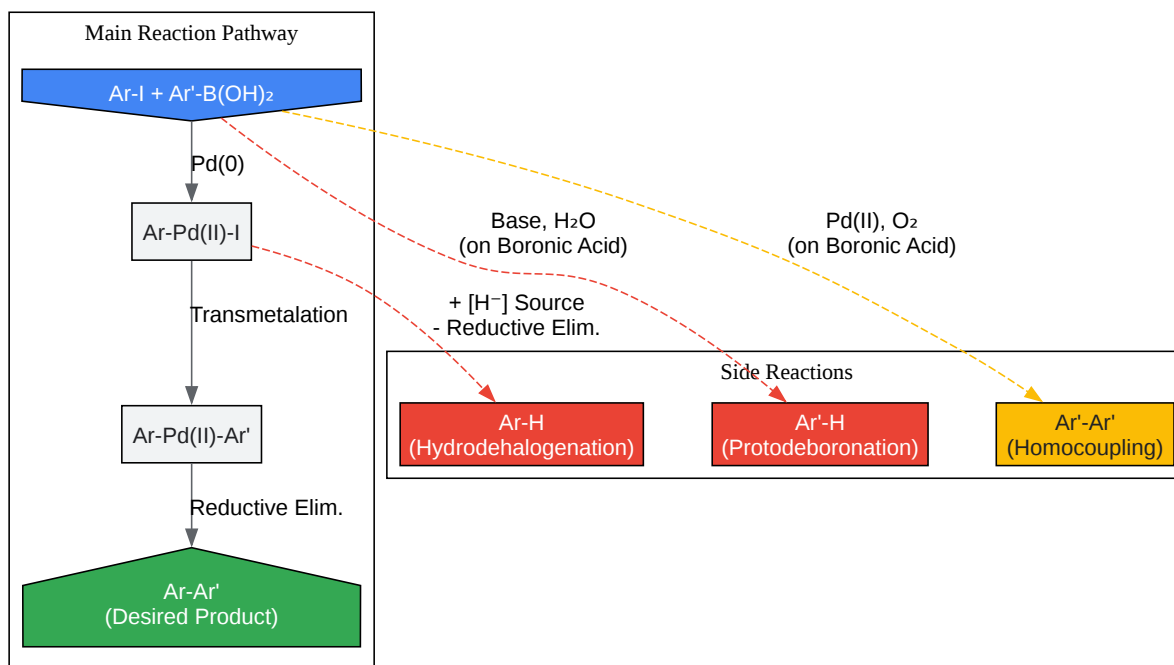 Main Reaction Pathway
Ar-I + Ar'-B(OH)₂
Pd(0)
Ar-Pd(II)-I
Base, H₂O
(on Boronic Acid)
Pd(II), O₂
(on Boronic Acid)
Transmetalation
+ [H⁻] Source
- Reductive Elim.
Side Reactions
Ar-Pd(II)-Ar'
Ar-H
(Hydrodehalogenation)
Ar'-H
(Protodeboronation)
Ar'-Ar'
(Homocoupling)
Reductive Elim.
Ar-Ar'
(Desired Product)